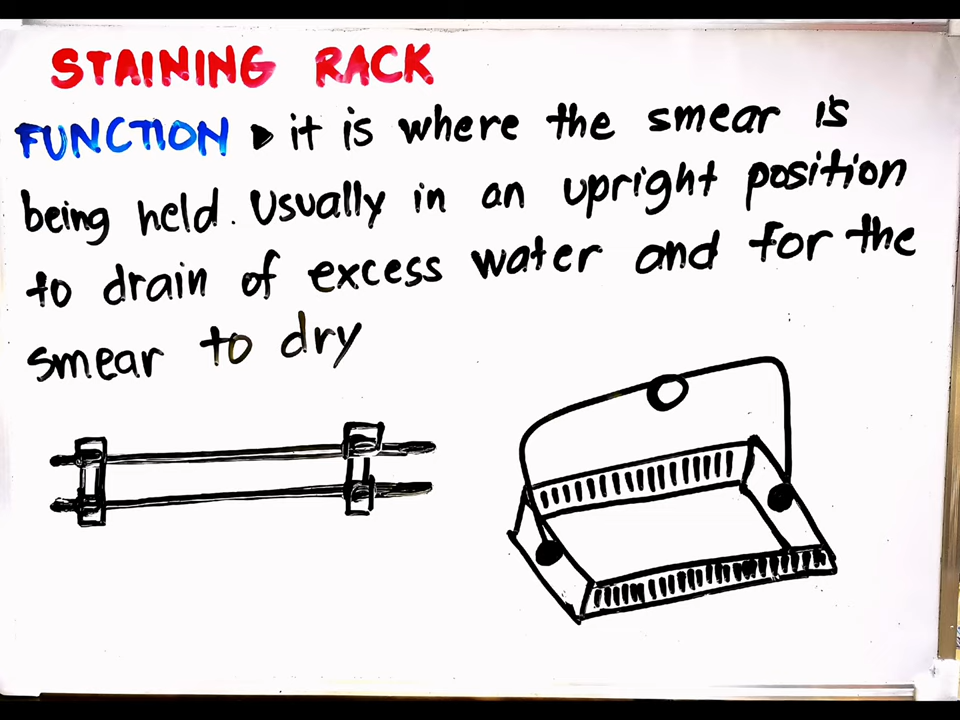 STAINING RACK
FUNCTION ▶ it is where the smear is
being held. Usually in an upright position
to drain of excess water and for the
smear to dry